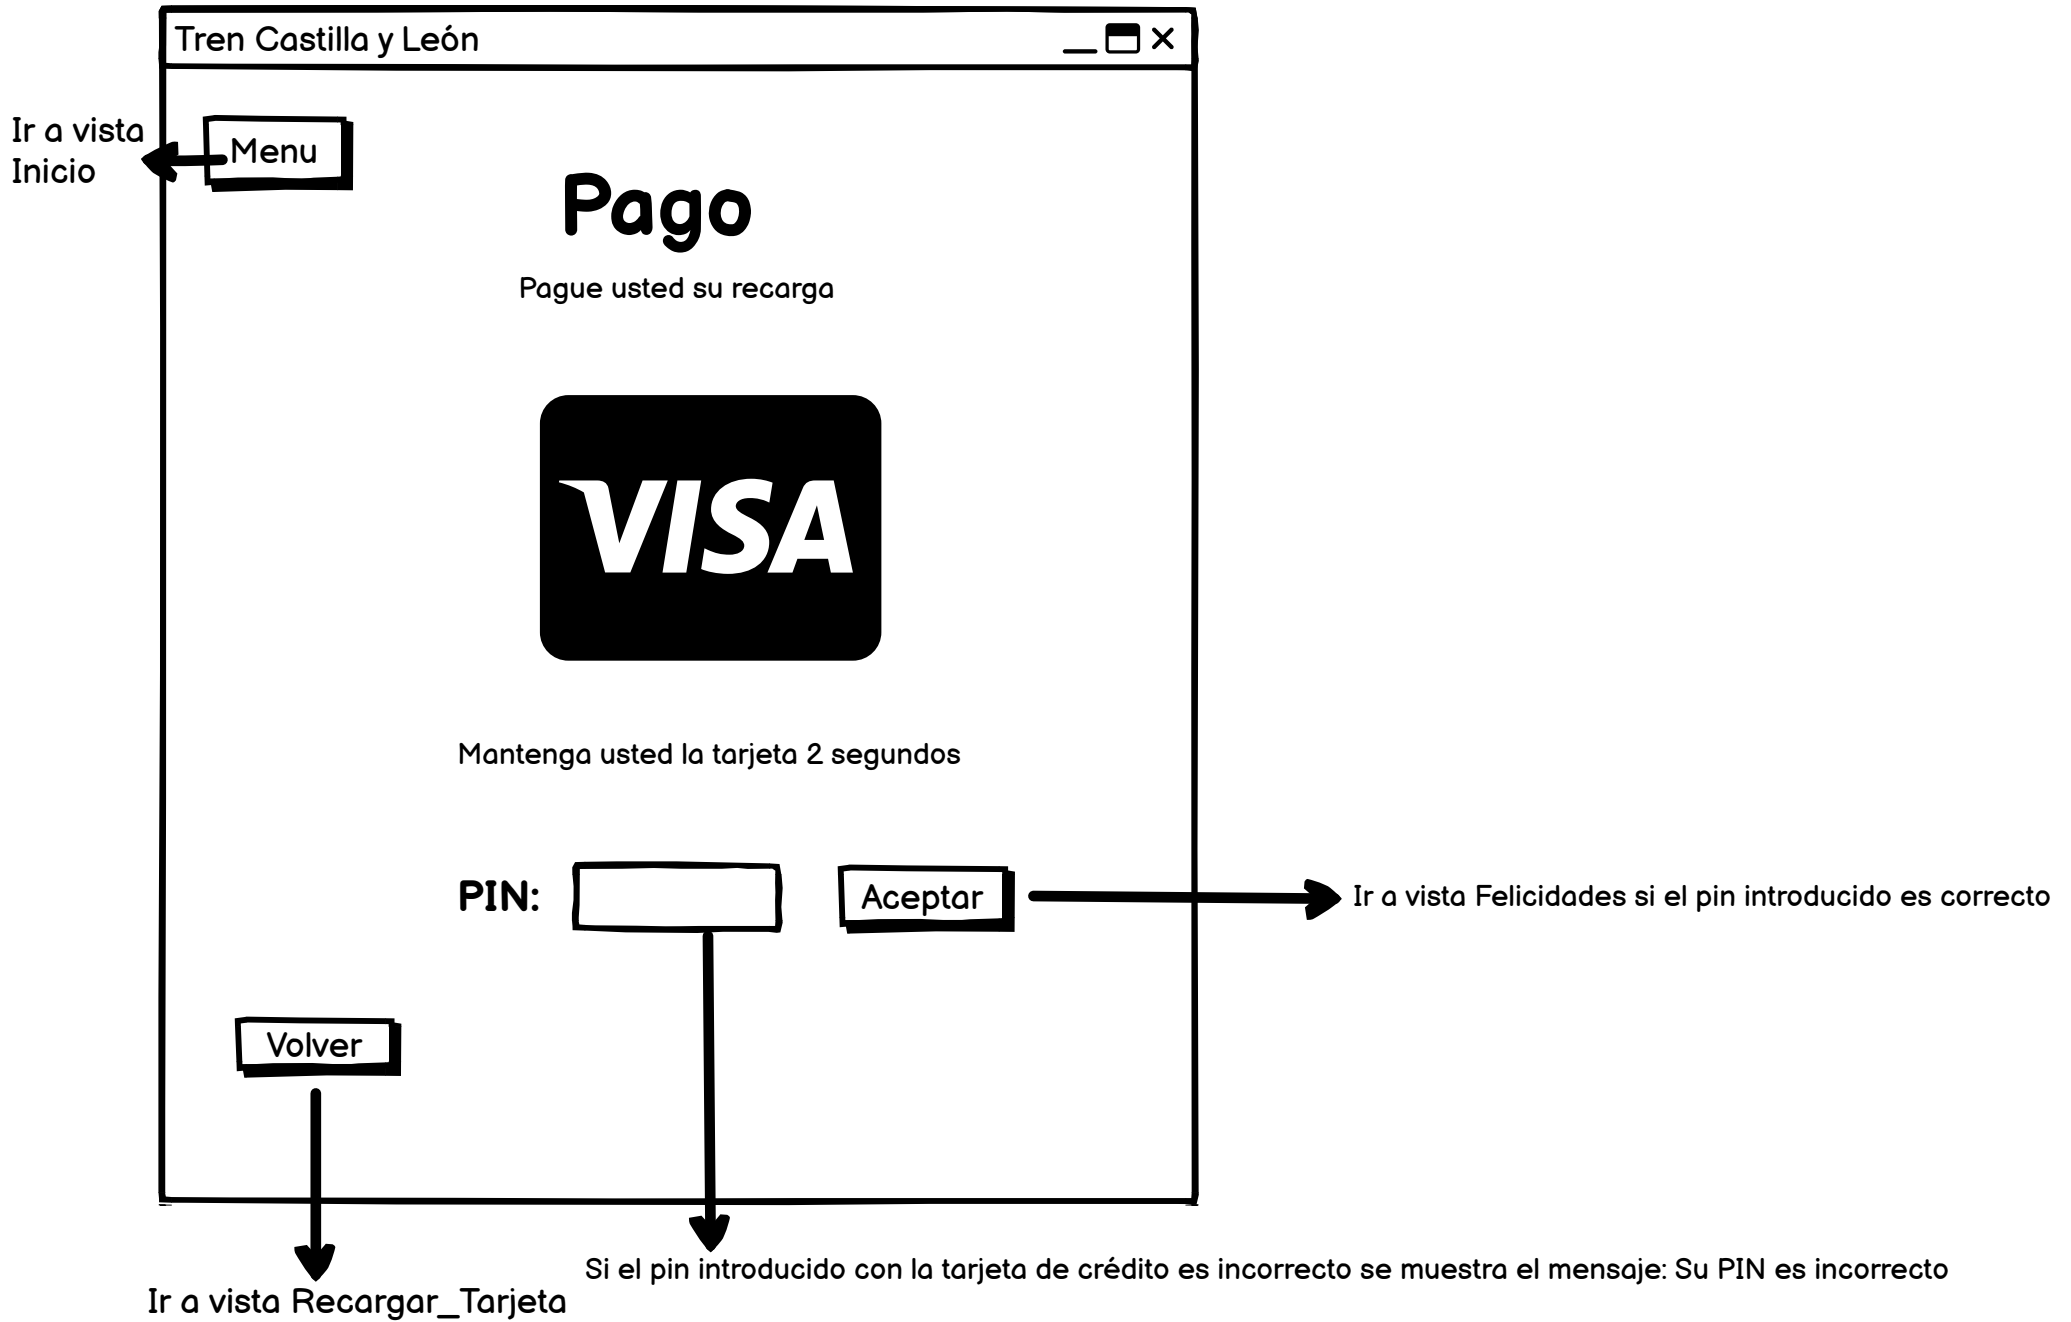 Tren Castilla y León
Ir a vista
Inicio
Menu
Pago
Pague usted su recarga
VISA
Mantenga usted la tarjeta 2 segundos
PIN:
Aceptar
Ir a vista Felicidades si el pin introducido es correcto
Volver
Si el pin introducido con la tarjeta de crédito es incorrecto se muestra el mensaje: Su PIN es incorrecto
Ir a vista Recargar_Tarjeta